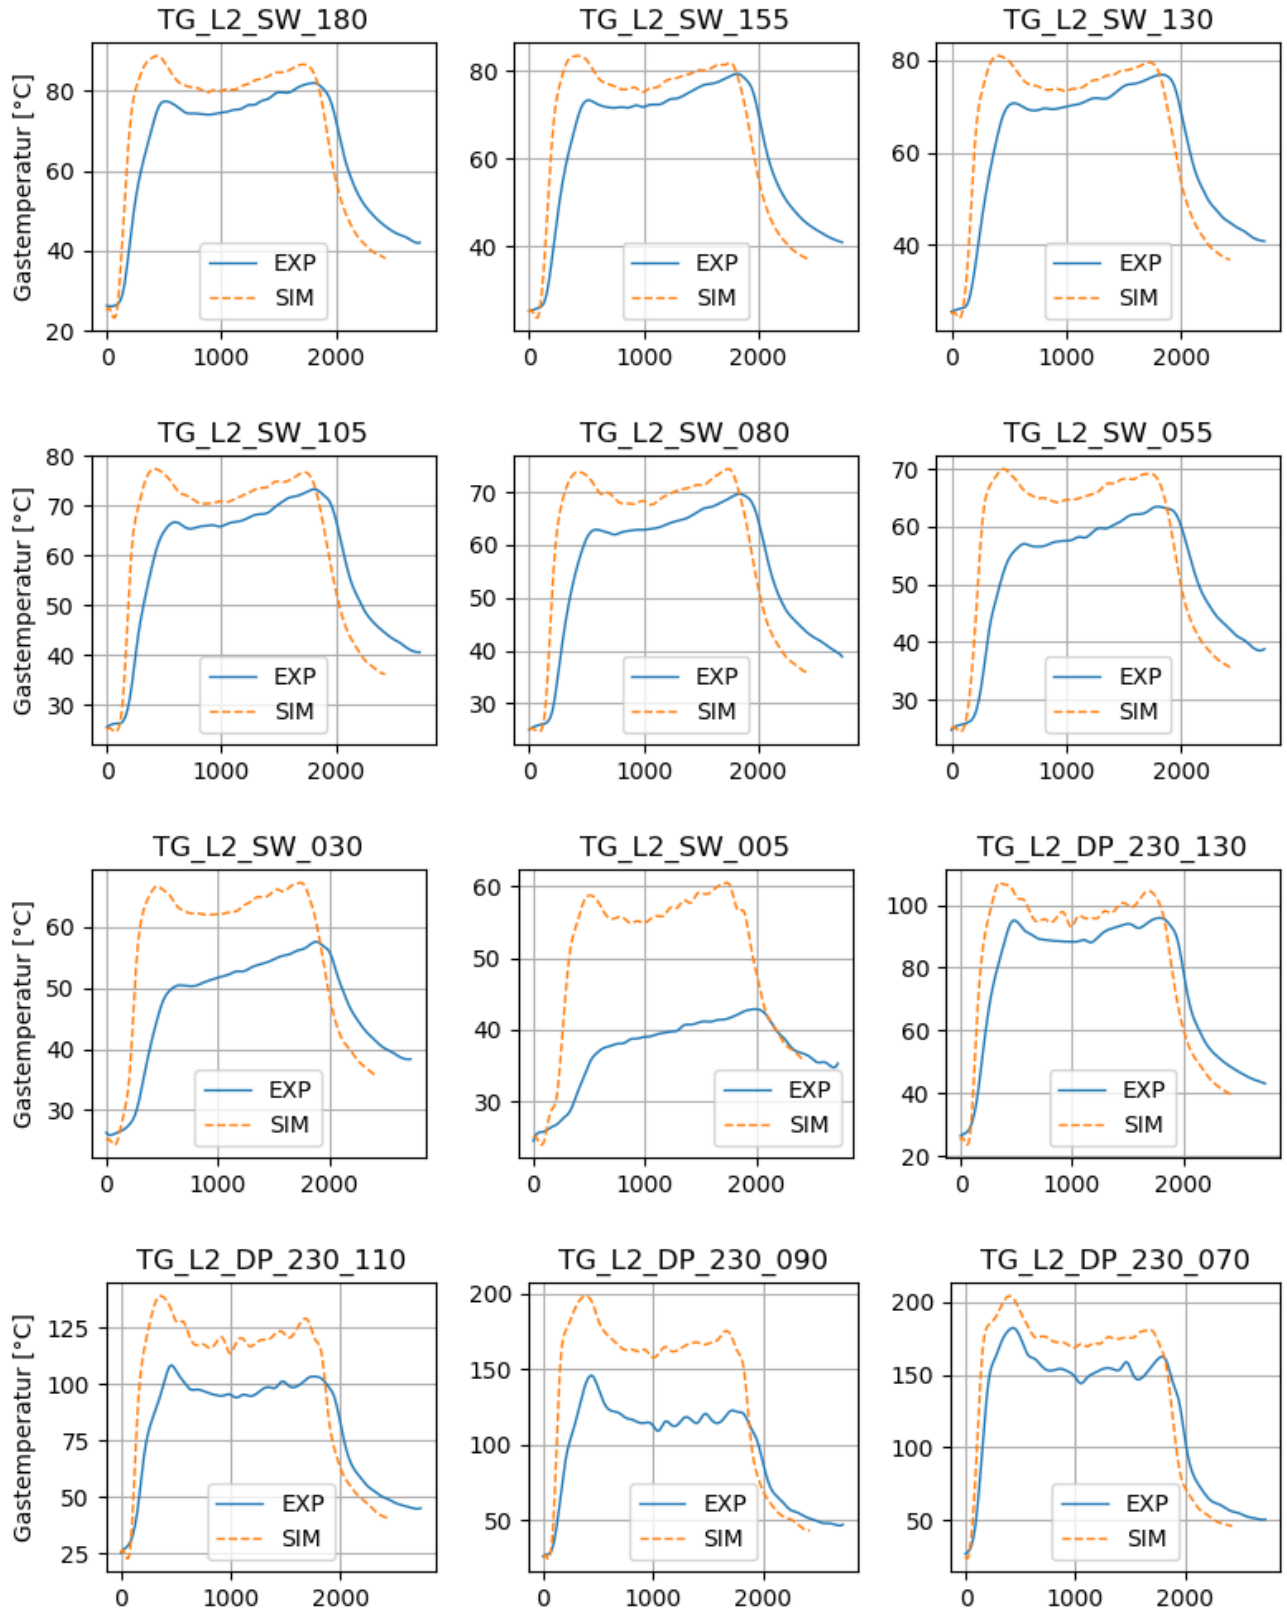 TG_L2_SW_180 TG_L2_SW_155 TG_L2_SW_130
Gastemperatur [°C]
80
60
40
20
EXP
SIM
0 1000 2000
80
60
40
EXP
SIM
0 1000 2000
80
60
40
EXP
SIM
0 1000 2000
TG_L2_SW_105 TG_L2_SW_080 TG_L2_SW_055
Gastemperatur [°C]
80
70
60
50
40
30
EXP
SIM
0 1000 2000
70
60
50
40
30
EXP
SIM
0 1000 2000
70
60
50
40
30
EXP
SIM
0 1000 2000
TG_L2_SW_030 TG_L2_SW_005 TG_L2_DP_230_130
Gastemperatur [°C]
60
50
40
30
EXP
SIM
0 1000 2000
60
50
40
30
EXP
SIM
0 1000 2000
100
80
60
40
20
EXP
SIM
0 1000 2000
TG_L2_DP_230_110 TG_L2_DP_230_090 TG_L2_DP_230_070
Gastemperatur [°C]
125
100
75
50
25
EXP
SIM
0 1000 2000
200
150
100
50
EXP
SIM
0 1000 2000
200
150
100
50
EXP
SIM
0 1000 2000